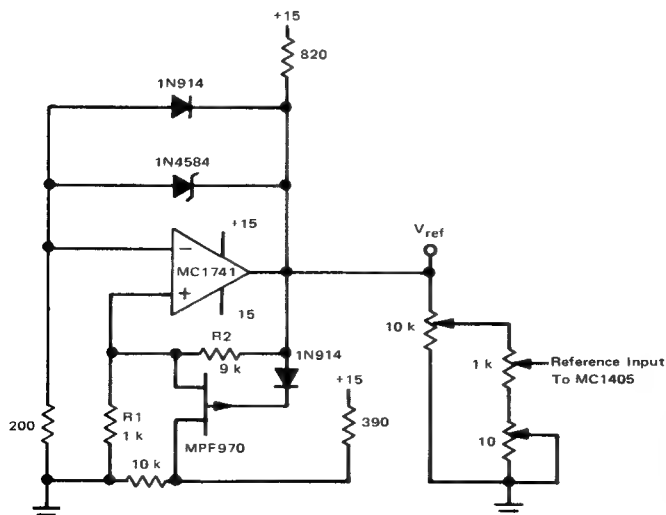 +15
820
1N914
1N4584
+15
MC1741
−
+
15
V_ref
10 k
1 k
Reference Input
To MC1405
10
R2
9 k
1N914
+15
390
R1
1 k
MPF970
200
10 k